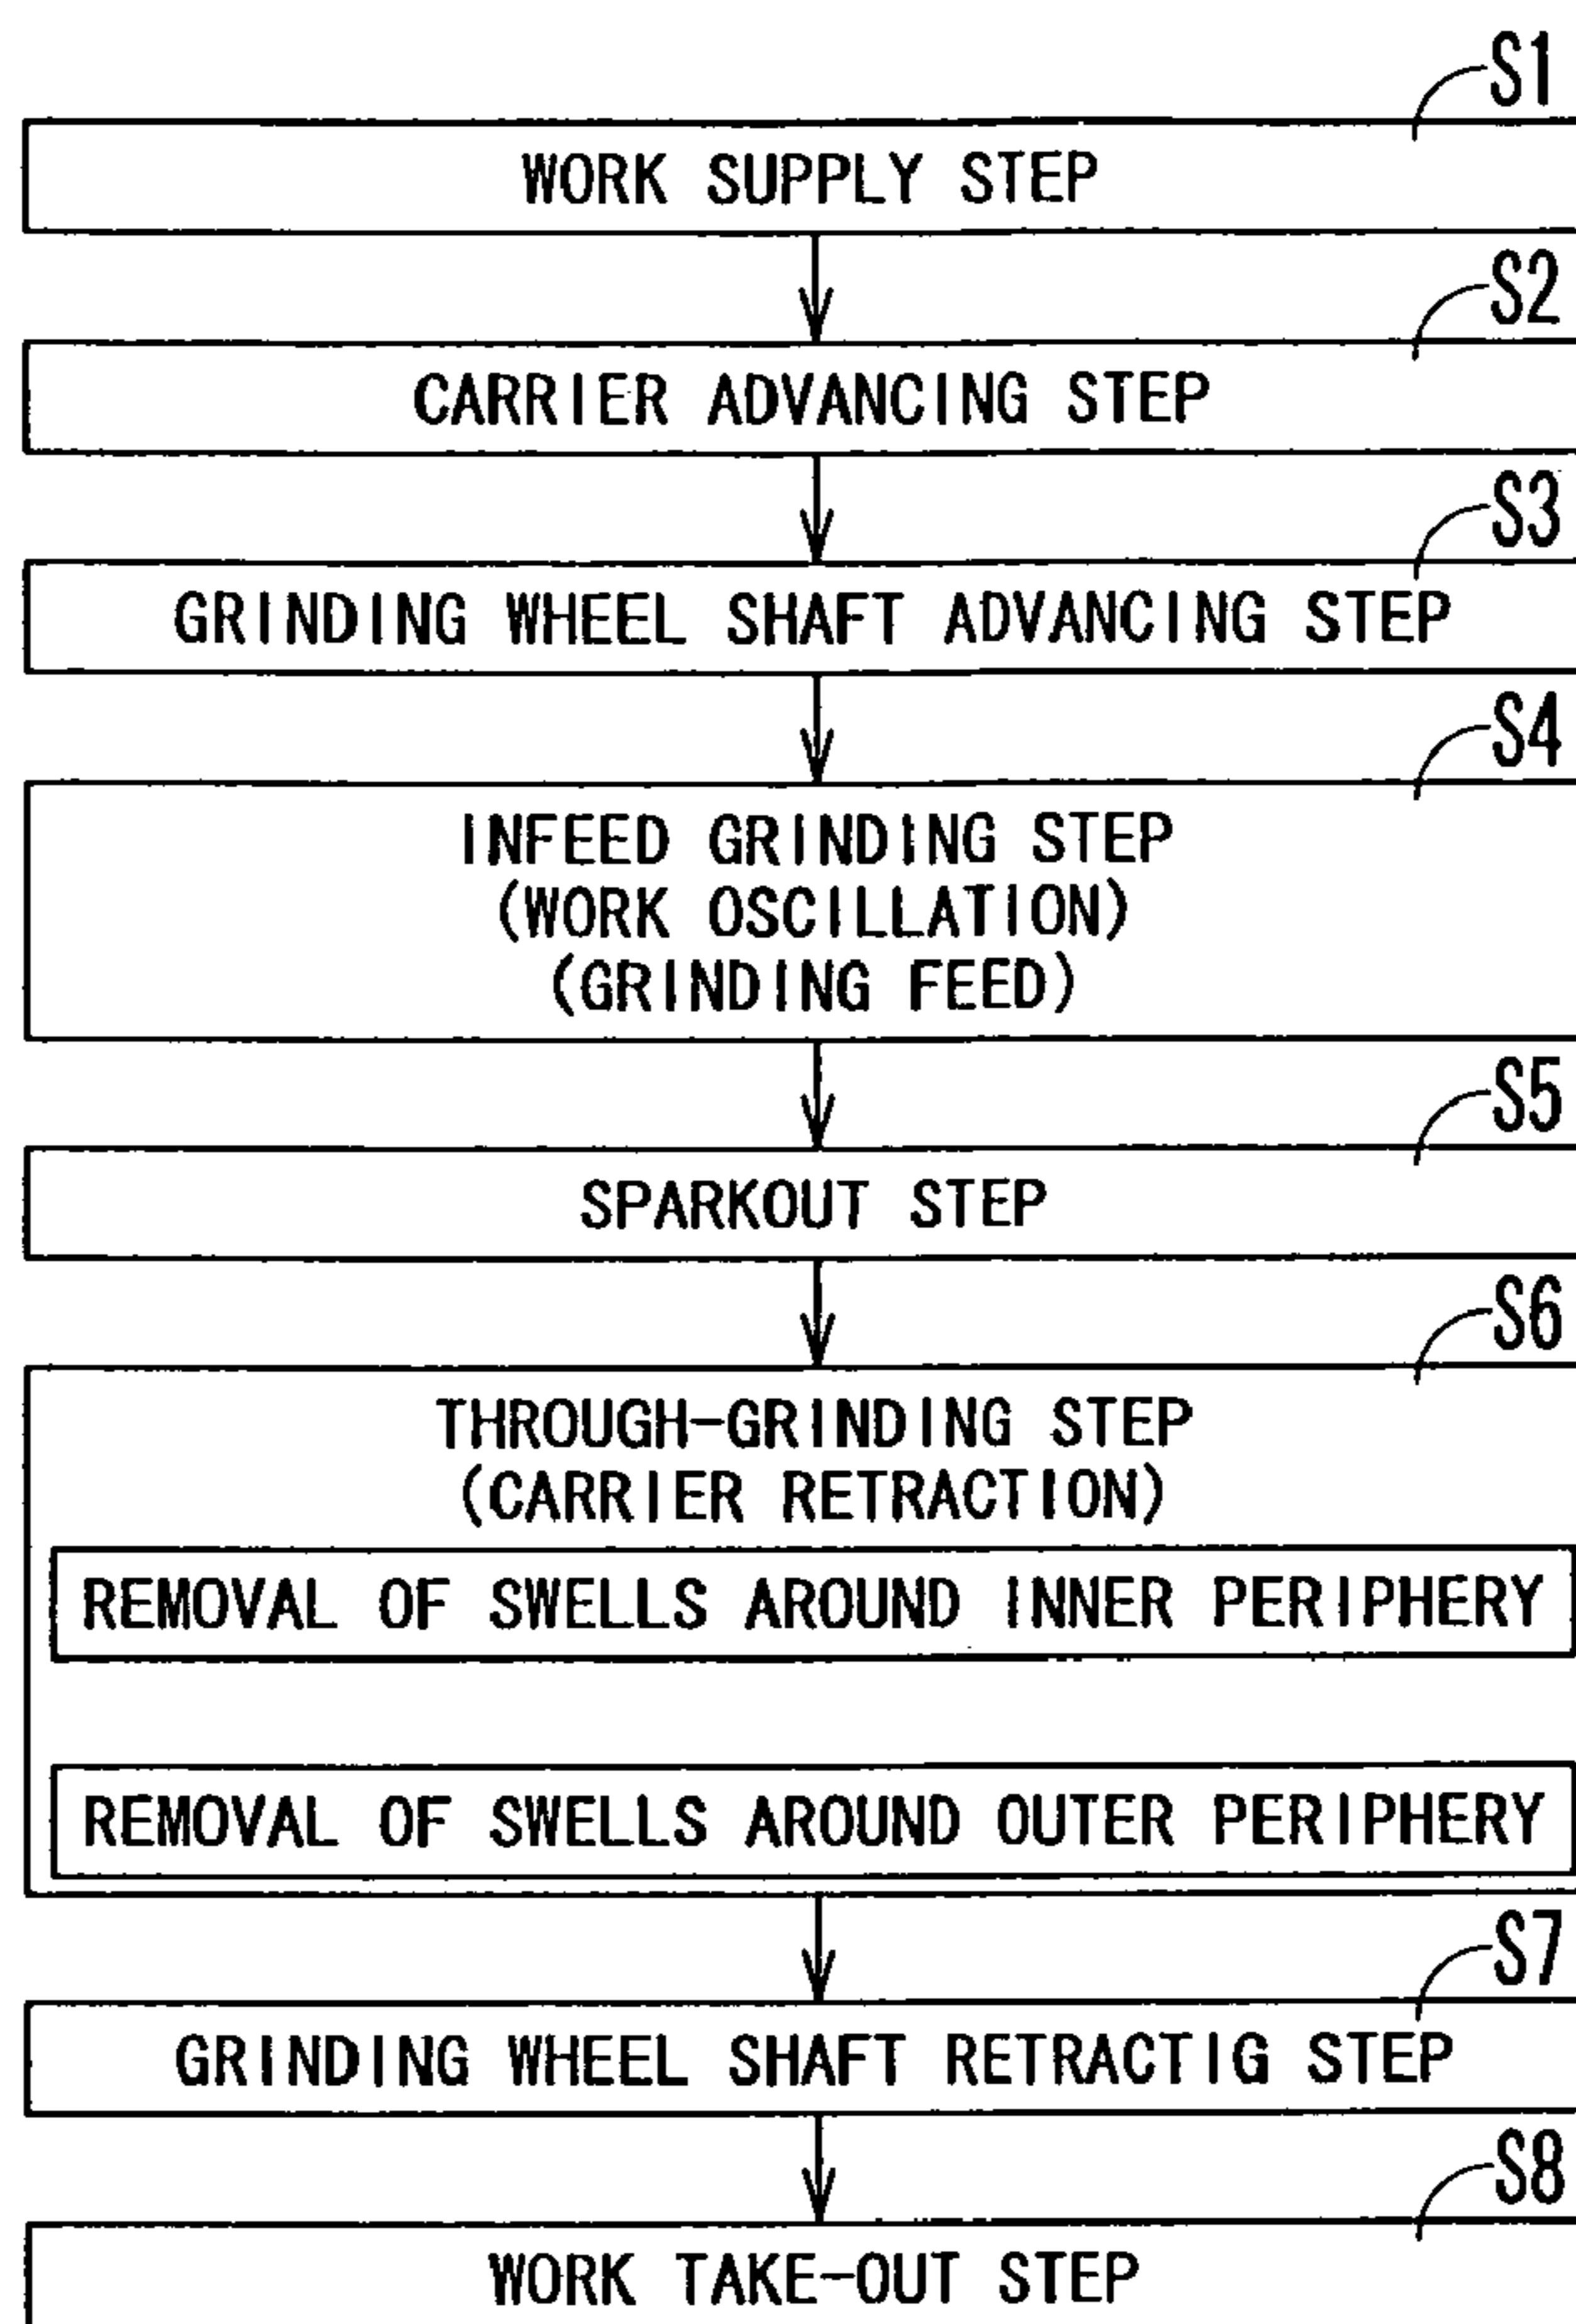 S1
WORK SUPPLY STEP
S2
CARRIER ADVANCING STEP
S3
GRINDING WHEEL SHAFT ADVANCING STEP
S4
INFEED GRINDING STEP
(WORK OSCILLATION)
(GRINDING FEED)
S5
SPARKOUT STEP
S6
THROUGH-GRINDING STEP
(CARRIER RETRACTION)
REMOVAL OF SWELLS AROUND INNER PERIPHERY
REMOVAL OF SWELLS AROUND OUTER PERIPHERY
S7
GRINDING WHEEL SHAFT RETRACTIG STEP
S8
WORK TAKE-OUT STEP